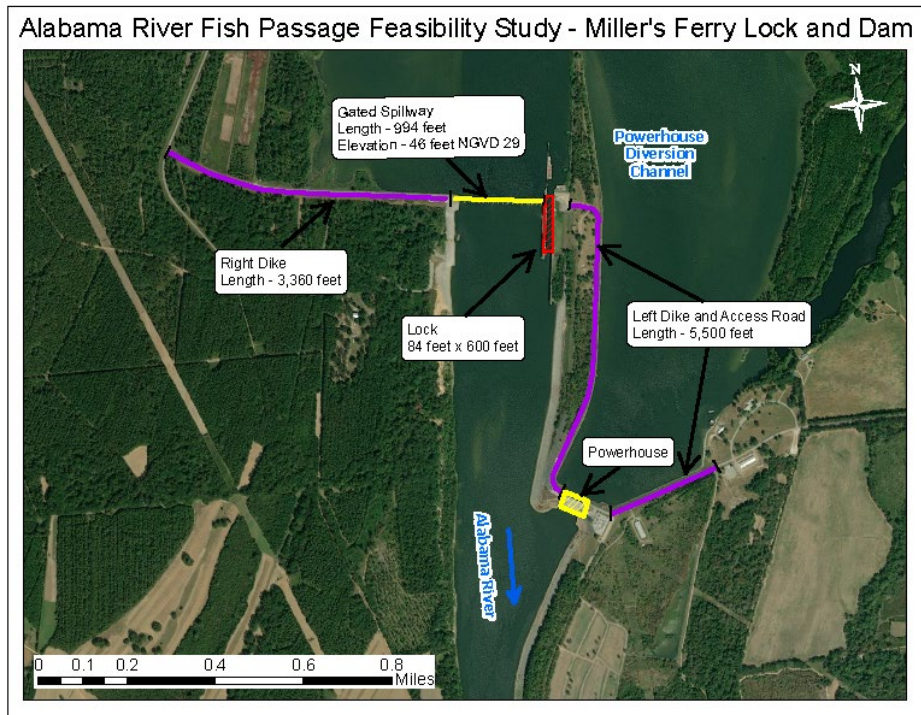 Alabama River Fish Passage Feasibility Study - Miller's Ferry Lock and Dam
N
Gated Spillway
Length - 994 feet
Elevation - 46 feet NGVD 29
Powerhouse
Diversion
Channel
Right Dike
Length - 3,360 feet
Lock
84 feet x 600 feet
Left Dike and Access Road
Length - 5,500 feet
Powerhouse
Alabama River
0 0.1 0.2 0.4 0.6 0.8
Miles